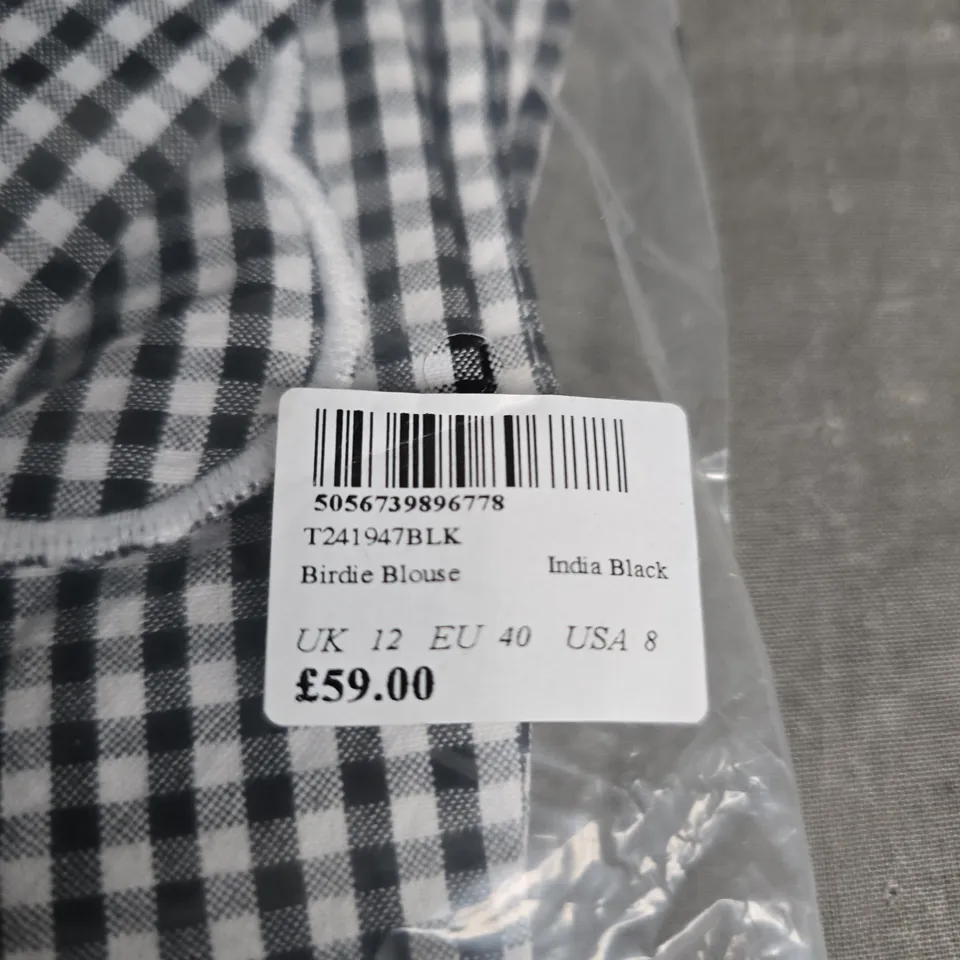 5056739896778
T241947BLK
Birdie Blouse India Black
UK 12 EU 40 USA 8
£59.00